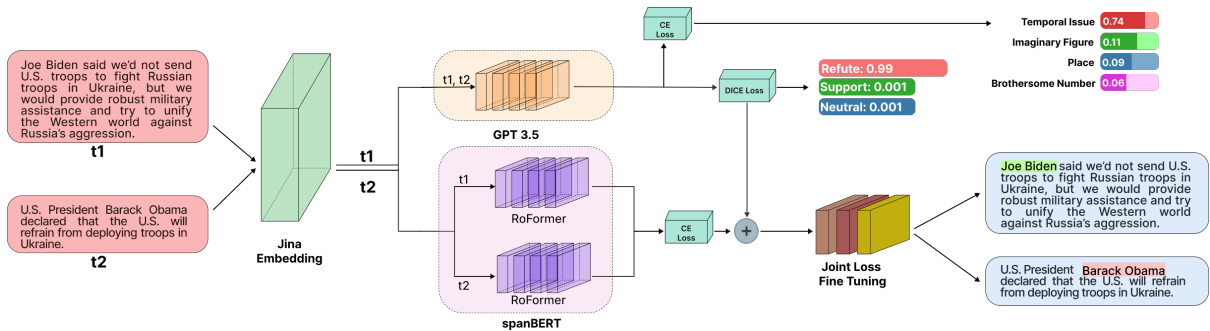 Joe Biden said we'd not send
U.S. troops to fight Russian
troops in Ukraine, but we
would provide robust military
assistance and try to unify
the Western world against
Russia's aggression.
t1
U.S. President Barack Obama
declared that the U.S. will
refrain from deploying troops in
Ukraine.
t2
Jina
Embedding
t1
t2
t1, t2
GPT 3.5
t1
RoFormer
t2
RoFormer
spanBERT
CE
Loss
DICE Loss
CE
Loss
+
Refute: 0.99
Support: 0.001
Neutral: 0.001
Temporal Issue 0.74
Imaginary Figure 0.11
Place 0.09
Brothersome Number 0.06
Joint Loss
Fine Tuning
Joe Biden said we'd not send U.S.
troops to fight Russian troops in
Ukraine, but we would provide
robust military assistance and try
to unify the Western world
against Russia's aggression.
U.S. President Barack Obama
declared that the U.S. will refrain
from deploying troops in Ukraine.